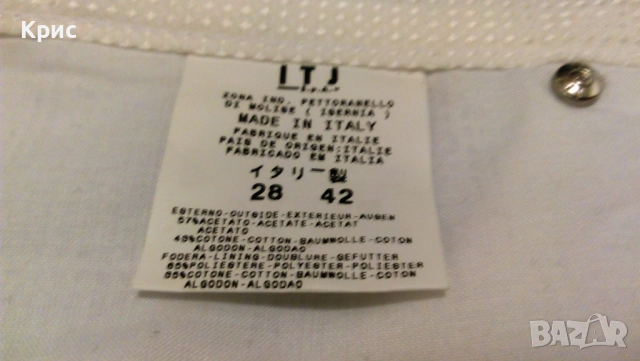 Крис
ITJ
S.p.A.
ZONA IND. PETTORANELLO
DI MOLISE ( ISERNIA )
MADE IN ITALY
FABRIQUE EN ITALIE
PAIS DE ORIGEN:ITALIE
FABRICADO EM ITALIA
イタリー製
28 42
ESTERNO-OUTSIDE-EXTERIEUR-AUSEN
57%ACETATO-ACETATE-ACETAT
ACETATO
43%COTONE-COTTON-BAUMWOLLE-COTON
ALGODON-ALGODAO
FODERA-LINING-DOUBLURE-GEFUTTER
65%POLIESTERE-POLYESTER-POLIESTER
35%COTONE-COTTON-BAUMWOLLE-COTON
ALGODON-ALGODAO
BAZAR